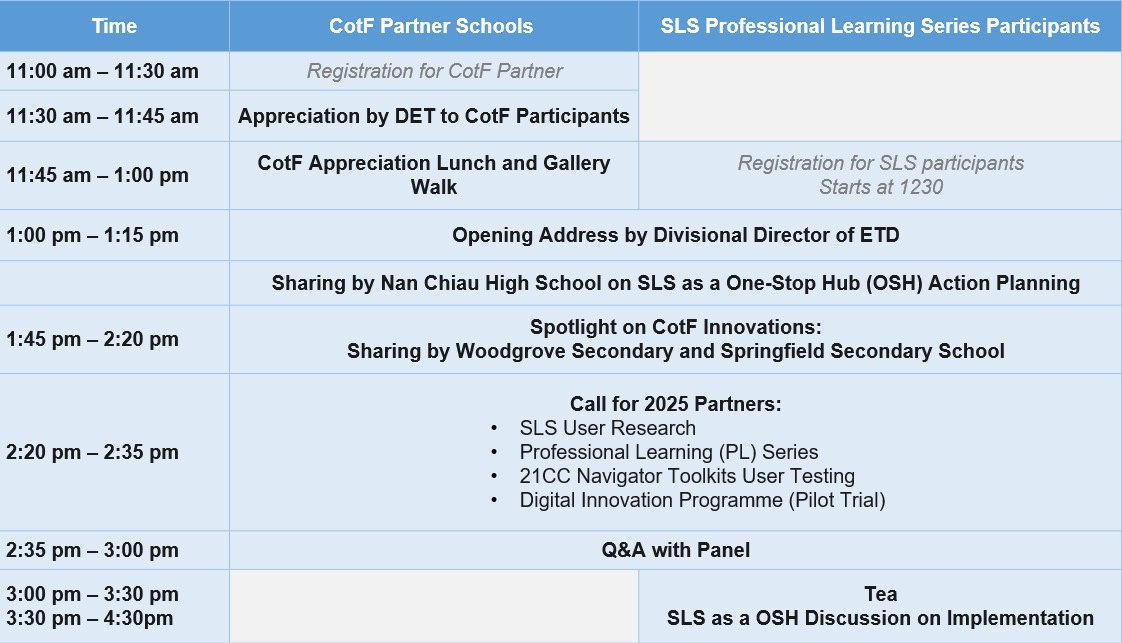 Time CotF Partner Schools SLS Professional Learning Series Participants
11:00 am – 11:30 am Registration for CotF Partner
11:30 am – 11:45 am Appreciation by DET to CotF Participants
11:45 am – 1:00 pm
CotF Appreciation Lunch and Gallery
Walk
Registration for SLS participants
Starts at 1230
1:00 pm – 1:15 pm Opening Address by Divisional Director of ETD
Sharing by Nan Chiau High School on SLS as a One-Stop Hub (OSH) Action Planning
1:45 pm – 2:20 pm
Spotlight on CotF Innovations:
Sharing by Woodgrove Secondary and Springfield Secondary School
2:20 pm – 2:35 pm
Call for 2025 Partners:
• SLS User Research
• Professional Learning (PL) Series
• 21CC Navigator Toolkits User Testing
• Digital Innovation Programme (Pilot Trial)
2:35 pm – 3:00 pm Q&A with Panel
3:00 pm – 3:30 pm Tea
3:30 pm – 4:30pm SLS as a OSH Discussion on Implementation